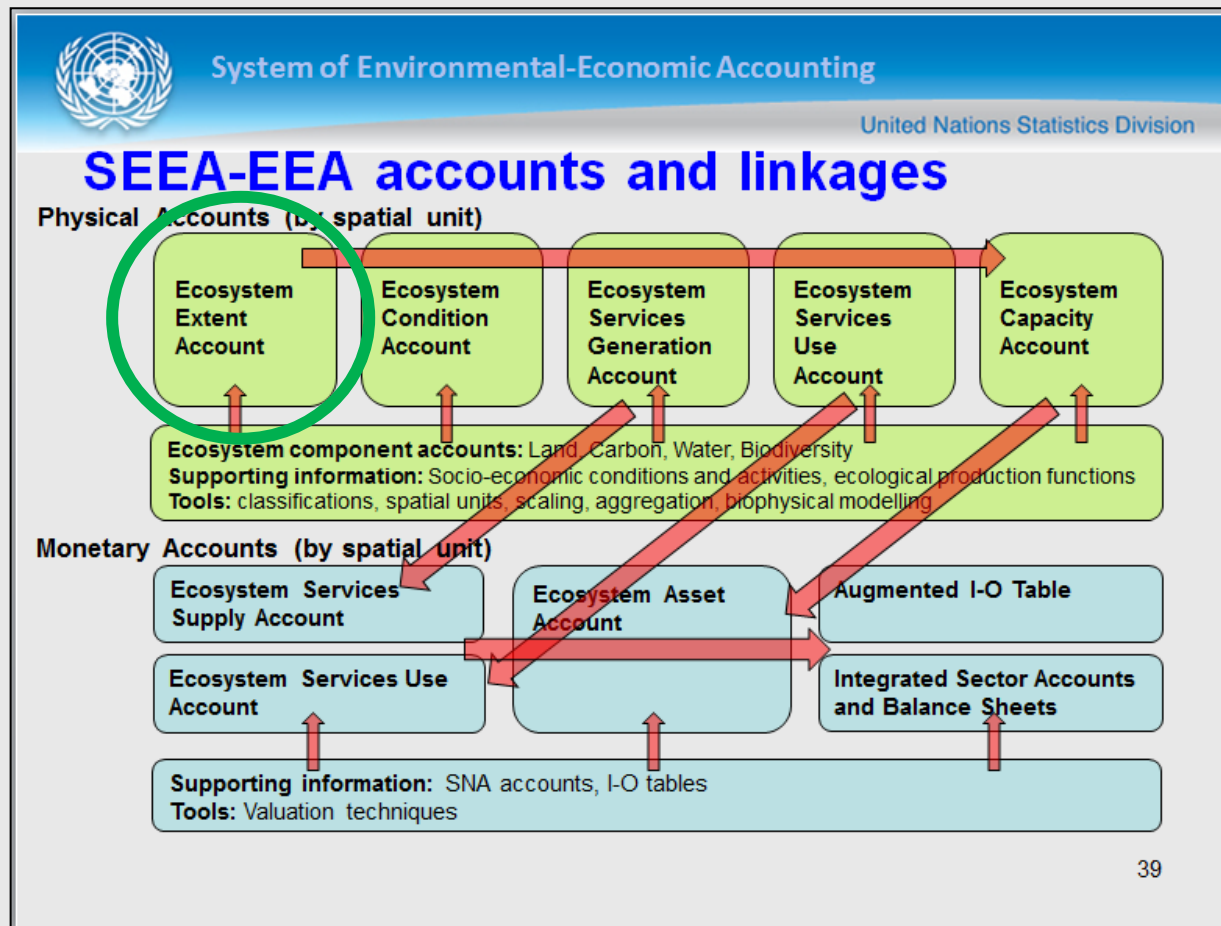 System of Environmental-Economic Accounting
United Nations Statistics Division
SEEA-EEA accounts and linkages
Physical Accounts (by spatial unit)
Ecosystem
Extent
Account
Ecosystem
Condition
Account
Ecosystem
Services
Generation
Account
Ecosystem
Services
Use
Account
Ecosystem
Capacity
Account
Ecosystem component accounts: Land, Carbon, Water, Biodiversity
Supporting information: Socio-economic conditions and activities, ecological production functions
Tools: classifications, spatial units, scaling, aggregation, biophysical modelling
Monetary Accounts (by spatial unit)
Ecosystem Services
Supply Account
Ecosystem Services Use
Account
Ecosystem Asset
Account
Augmented I-O Table
Integrated Sector Accounts
and Balance Sheets
Supporting information: SNA accounts, I-O tables
Tools: Valuation techniques
39